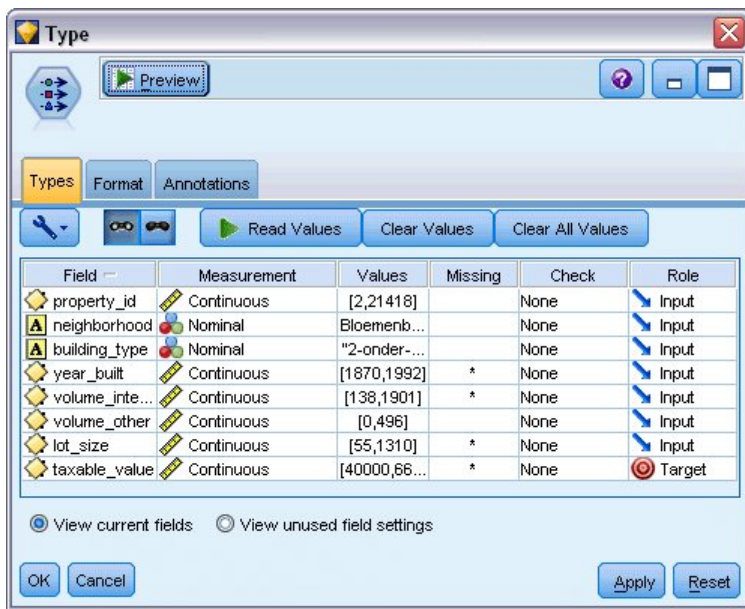 Type
Preview
Types Format Annotations
Read Values Clear Values Clear All Values
Field Measurement Values Missing Check Role
property_id Continuous [2,21418] None Input
A neighborhood Nominal Bloemenb... None Input
A building_type Nominal "2-onder-... None Input
year_built Continuous [1870,1992] * None Input
volume_inte... Continuous [138,1901] * None Input
volume_other Continuous [0,496] None Input
lot_size Continuous [55,1310] * None Input
taxable_value Continuous [40000,66... * None Target
View current fields View unused field settings
OK Cancel Apply Reset